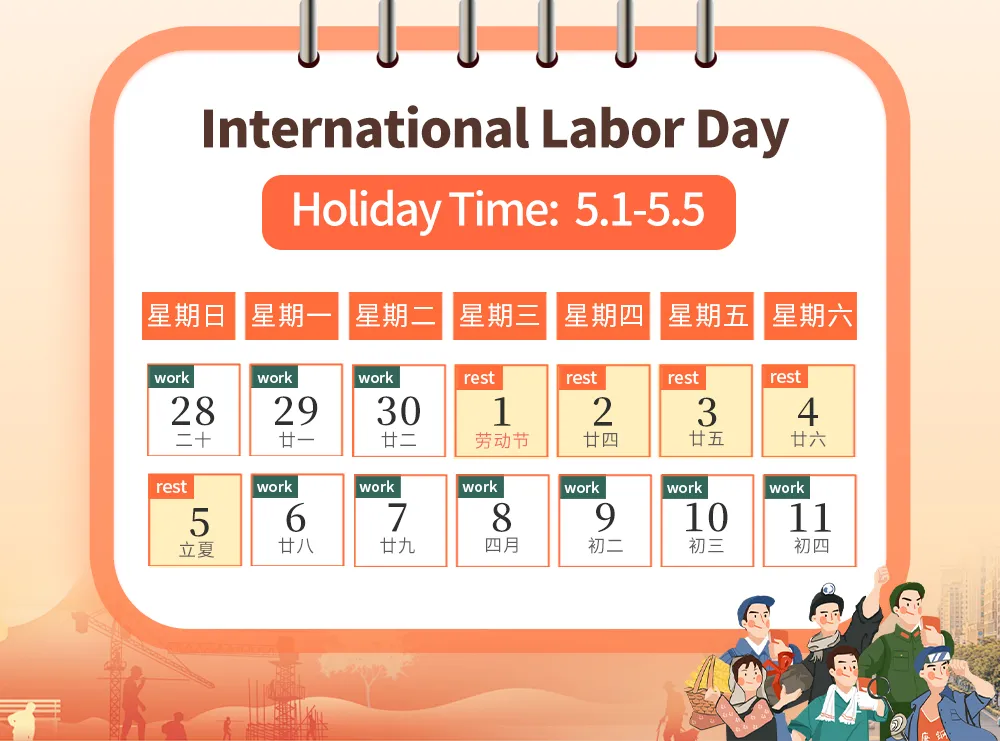 International Labor Day
Holiday Time: 5.1-5.5
星期日 星期一 星期二 星期三 星期四 星期五 星期六
work work work rest rest rest rest
28 29 30 1 2 3 4
二十 廿一 廿二 劳动节 廿四 廿五 廿六
rest work work work work work work
5 6 7 8 9 10 11
立夏 廿八 廿九 四月 初二 初三 初四